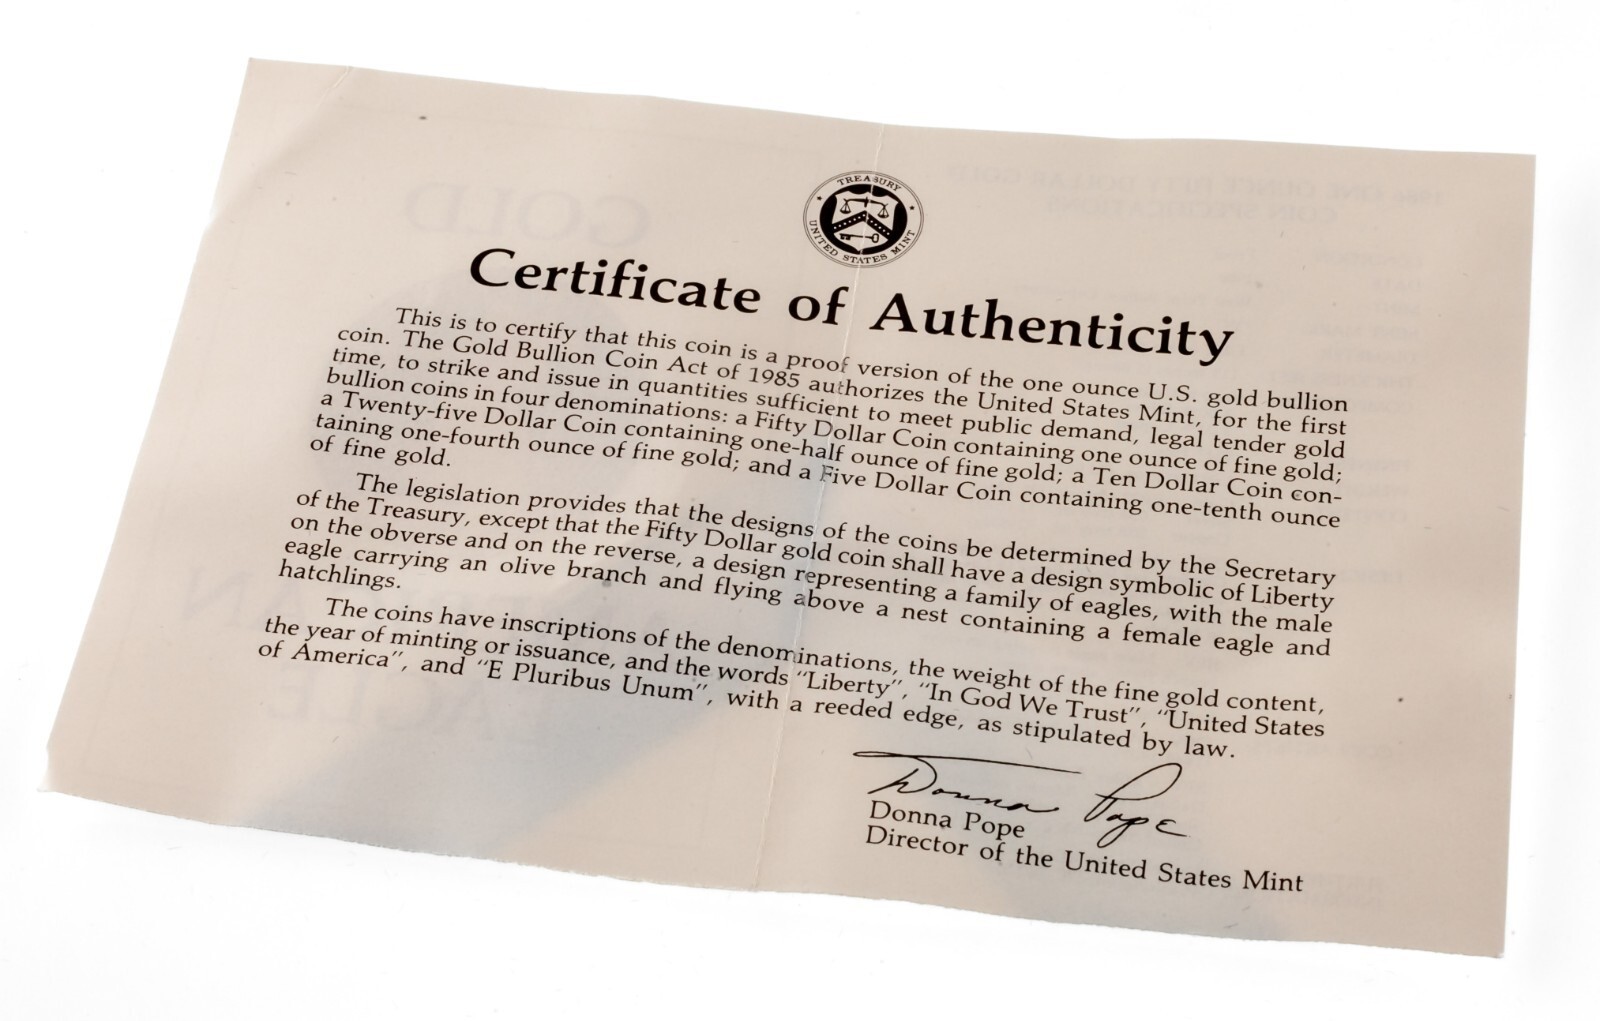 TREASURY
UNITED STATES MINT
Certificate of Authenticity
This is to certify that this coin is a proof version of the one ounce U.S. gold bullion
coin. The Gold Bullion Coin Act of 1985 authorizes the United States Mint, for the first
time, to strike and issue in quantities sufficient to meet public demand, legal tender gold
bullion coins in four denominations: a Fifty Dollar Coin containing one ounce of fine gold;
a Twenty-five Dollar Coin containing one-half ounce of fine gold; a Ten Dollar Coin con-
taining one-fourth ounce of fine gold; and a Five Dollar Coin containing one-tenth ounce
of fine gold.
The legislation provides that the designs of the coins be determined by the Secretary
of the Treasury, except that the Fifty Dollar gold coin shall have a design symbolic of Liberty
on the obverse and on the reverse, a design representing a family of eagles, with the male
eagle carrying an olive branch and flying above a nest containing a female eagle and
hatchlings.
The coins have inscriptions of the denominations, the weight of the fine gold content,
the year of minting or issuance, and the words "Liberty", "In God We Trust", "United States
of America", and "E Pluribus Unum", with a reeded edge, as stipulated by law.
Donna Pope
Donna Pope
Director of the United States Mint